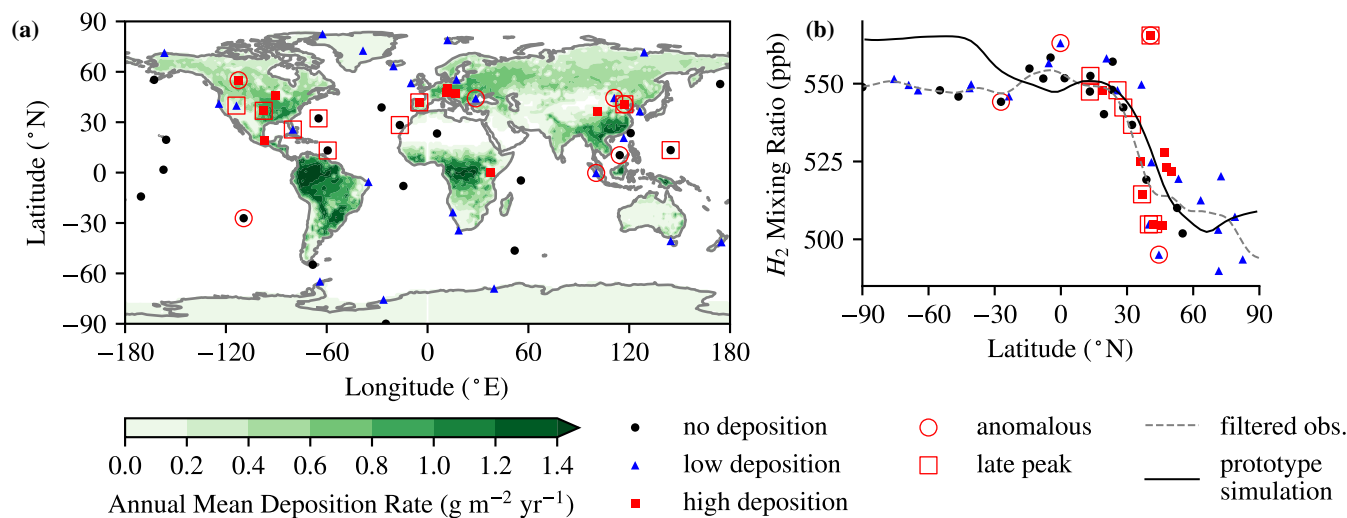 (a)
90
60
30
0
−30
−60
−90
Latitude (°N)
−180
−120
−60
0
60
120
180
Longitude (°E)
(b)
550
525
500
H2 Mixing Ratio (ppb)
−90
−60
−30
0
30
60
90
Latitude (°N)
0.0 0.2 0.4 0.6 0.8 1.0 1.2 1.4
Annual Mean Deposition Rate (g m−2 yr−1)
no deposition
low deposition
high deposition
anomalous
late peak
filtered obs.
prototype
simulation